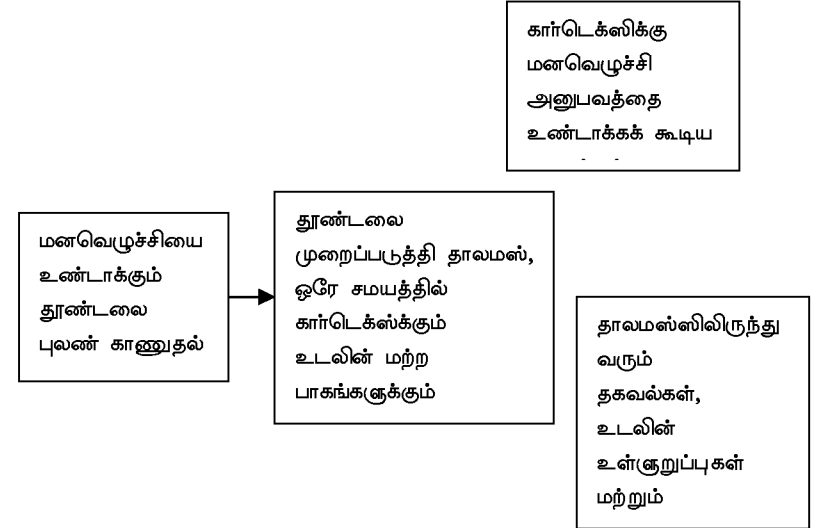 கார்டெக்ஸிக்கு
மனவெழுச்சி
அனுபவத்தை
உண்டாக்கக் கூடிய
மனவெழுச்சியை
உண்டாக்கும்
தூண்டலை
புலண் காணுதல்
தூண்டலை
முறைப்படுத்தி தாலமஸ்,
ஒரே சமயத்தில்
கார்டெக்ஸ்க்கும்
உடலின் மற்ற
பாகங்களுக்கும்
தாலமஸ்ஸிலிருந்து
வரும்
தகவல்கள்,
உடலின்
உள்ளுறுப்புகள்
மற்றும்